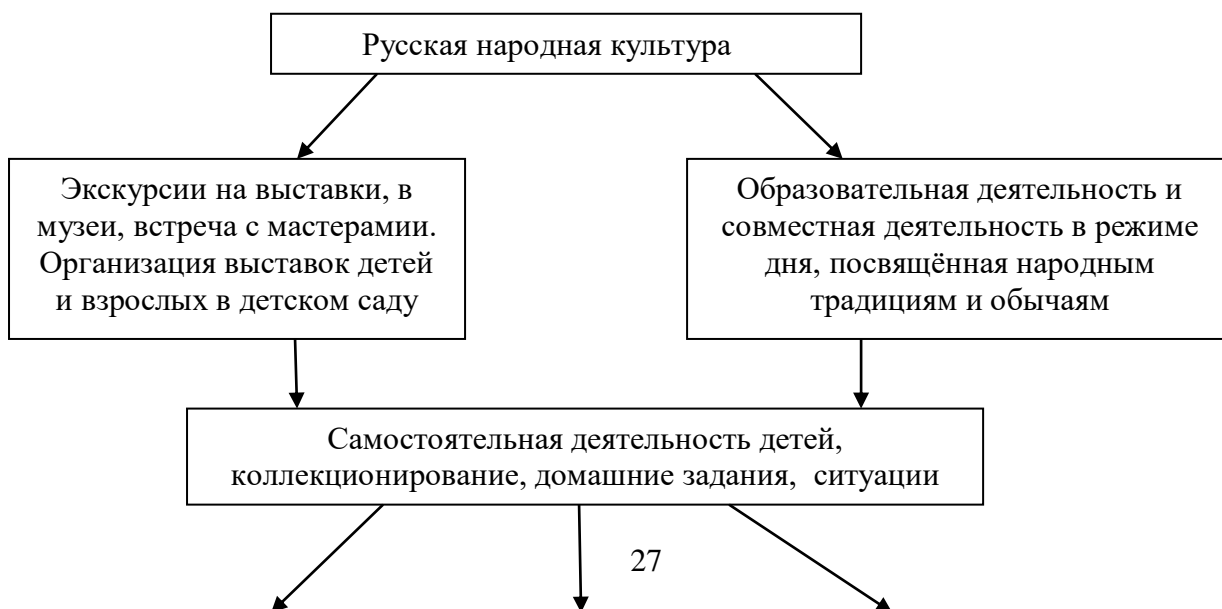 Русская народная культура
Экскурсии на выставки, в
музеи, встреча с мастерамии.
Организация выставок детей
и взрослых в детском саду
Образовательная деятельность и
совместная деятельность в режиме
дня, посвящённая народным
традициям и обычаям
Самостоятельная деятельность детей,
коллекционирование, домашние задания, ситуации
27